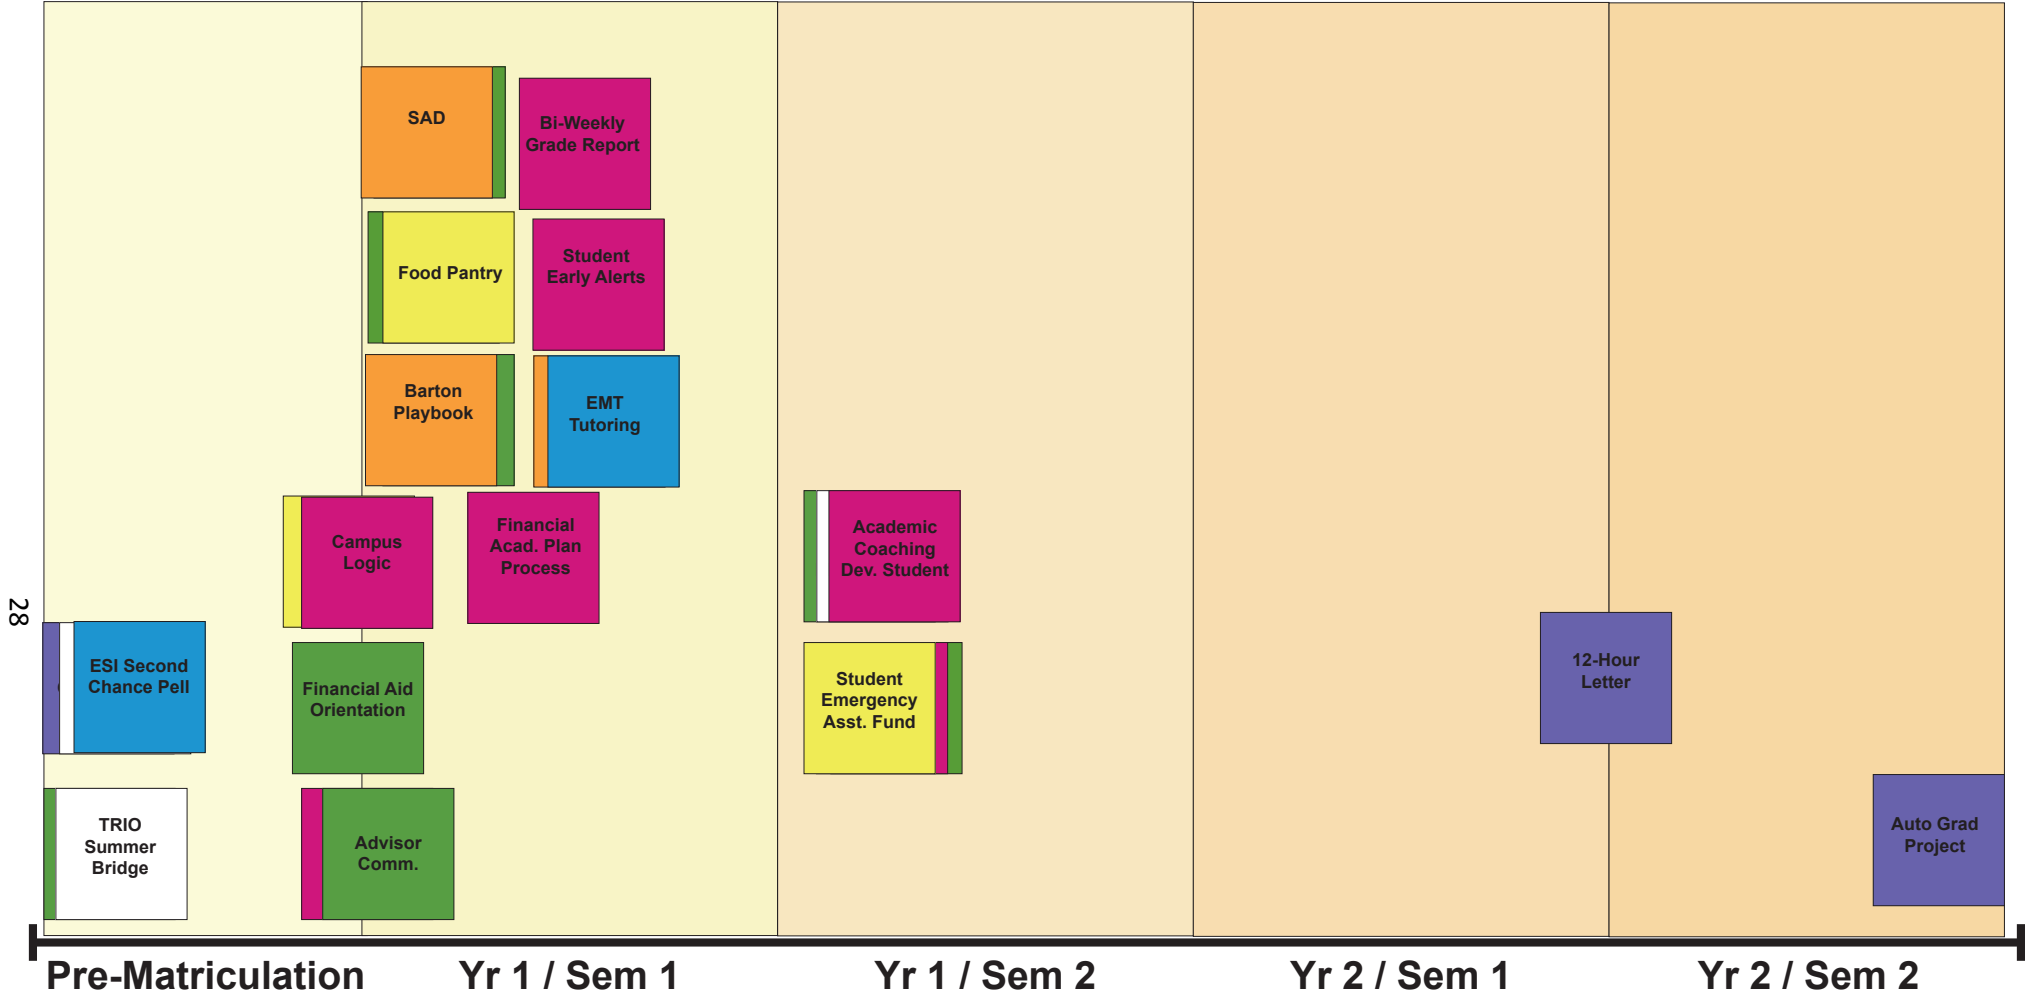 SAD
Bi-Weekly
Grade Report
Food Pantry
Student
Early Alerts
Barton
Playbook
EMT
Tutoring
Campus
Logic
Financial
Acad. Plan
Process
Academic
Coaching
Dev. Student
28
ESI Second
Chance Pell
Financial Aid
Orientation
Student
Emergency
Asst. Fund
12-Hour
Letter
TRIO
Summer
Bridge
Advisor
Comm.
Auto Grad
Project
Pre-Matriculation
Yr 1 / Sem 1
Yr 1 / Sem 2
Yr 2 / Sem 1
Yr 2 / Sem 2